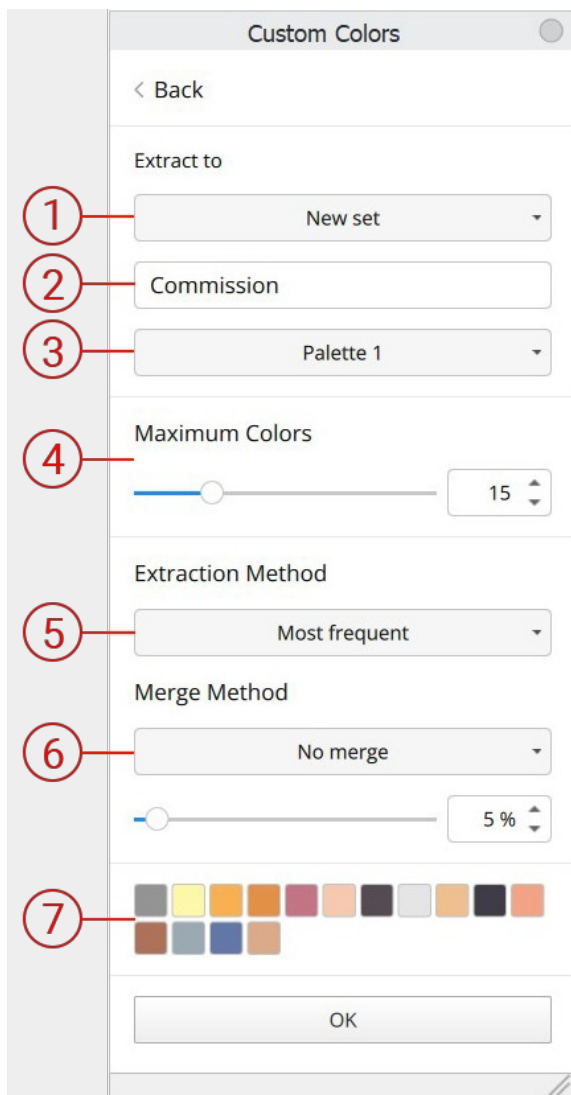 Custom Colors
< Back
Extract to
1 New set
2 Commission
3 Palette 1
Maximum Colors
4
15
Extraction Method
5 Most frequent
Merge Method
6 No merge
5 %
7
OK